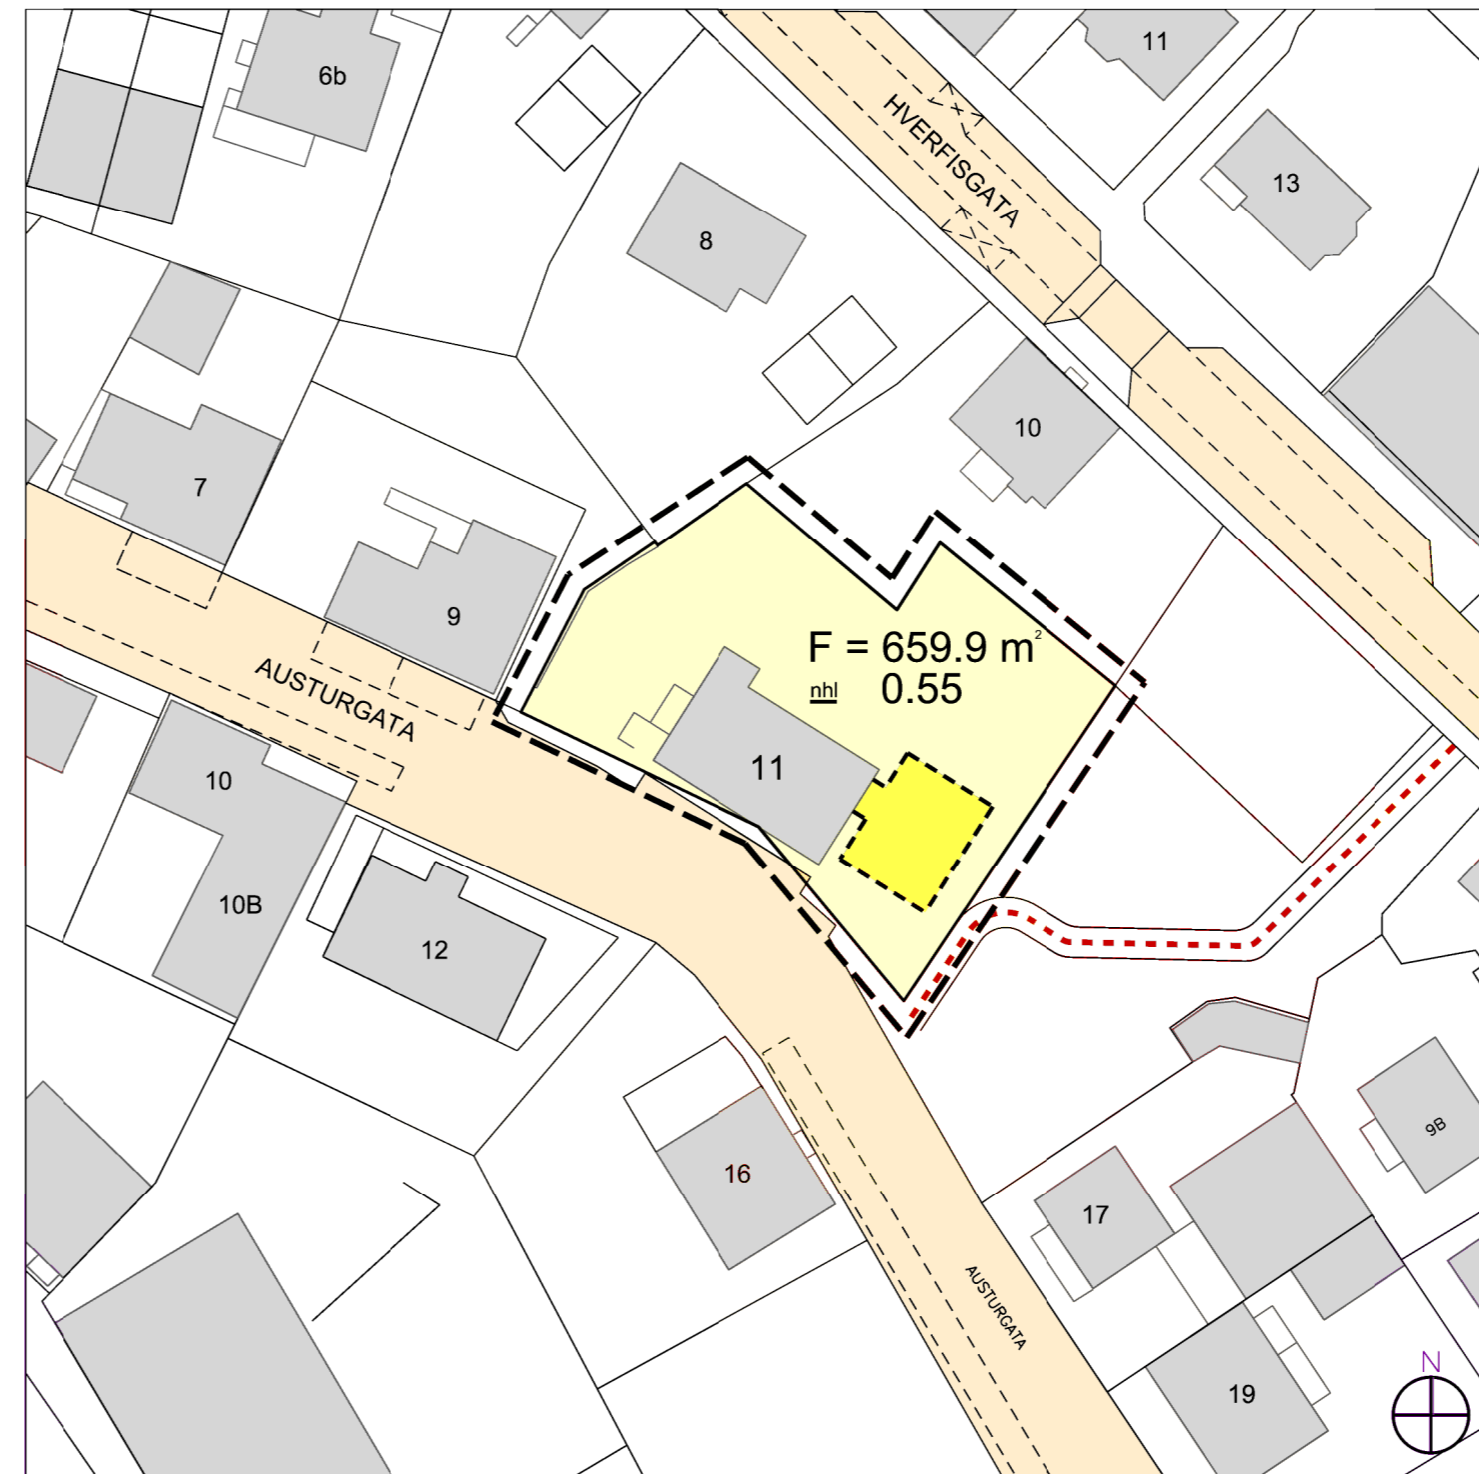 6b
11
HVERFISGATA
13
8
10
7
9
F = 659.9 m²
nhl 0.55
AUSTURGATA
11
10
10B
12
16
9B
17
AUSTURGATA
19
N